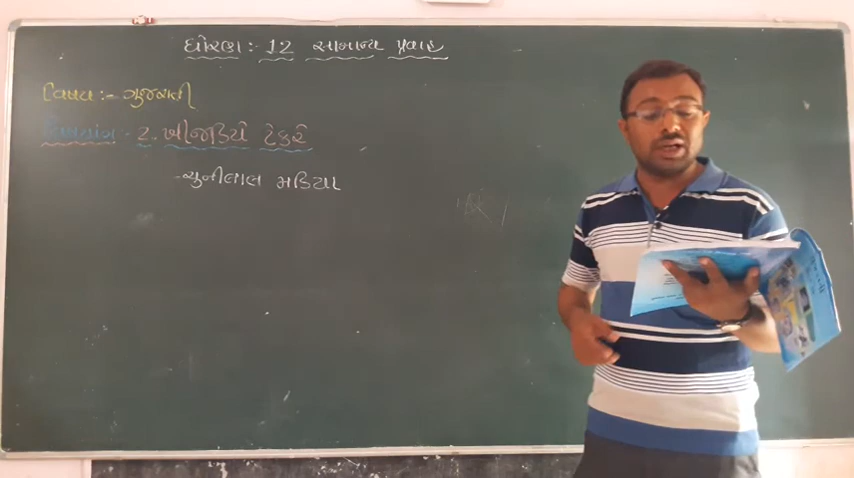 ધોરણ :- 12 સામાન્ય પ્રવાહ
વિષય :- ગુજરાતી
:- 2. ખીજડિયે ટેકરે
- ચુનીલાલ મડિયા